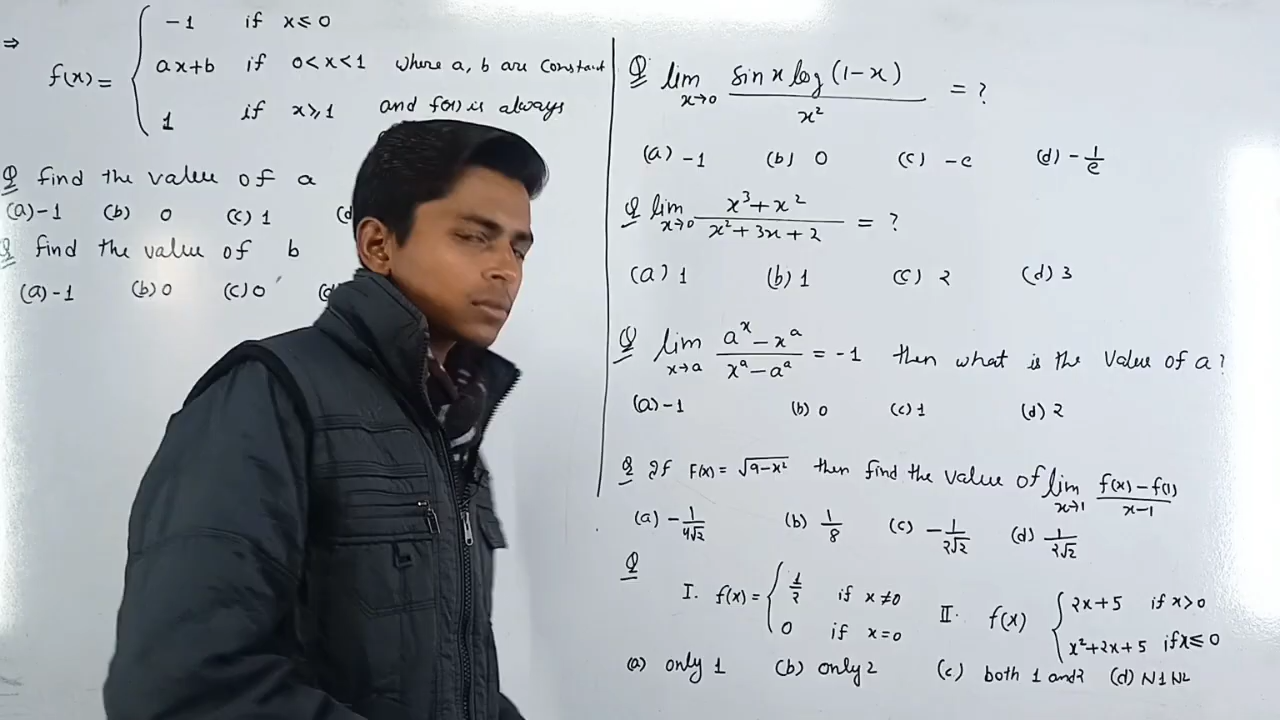 ⇒ f(x) = { -1 if x ≤ 0
ax+b if 0 < x < 1 where a, b are constant
1 if x ≥ 1 and f(x) is always
Q find the value of a
(a) -1 (b) 0 (c) 1 (d
Q find the value of b
(a) -1 (b) 0 (c) 0 (d
Q lim x→0 sin x log (1-x) / x² = ?
(a) -1 (b) 0 (c) -e (d) -1/e
Q lim x→0 x³+x² / x²+3x+2 = ?
(a) 1 (b) 1 (c) 2 (d) 3
Q lim x→a aˣ - xᵃ / xᵃ - aᵃ = -1 then what is the value of a ?
(a) -1 (b) 0 (c) 1 (d) 2
Q If F(x) = √9-x² then find the value of lim x→1 f(x) - f(1) / x-1
(a) -1/4√2 (b) 1/8 (c) -1/2√2 (d) 1/2√2
Q
I. f(x) = { 1/2 if x ≠ 0
0 if x = 0
II. f(x) { 2x+5 if x > 0
x²+2x+5 if x ≤ 0
(a) only 1 (b) only 2 (c) both 1 and 2 (d) N1 N2